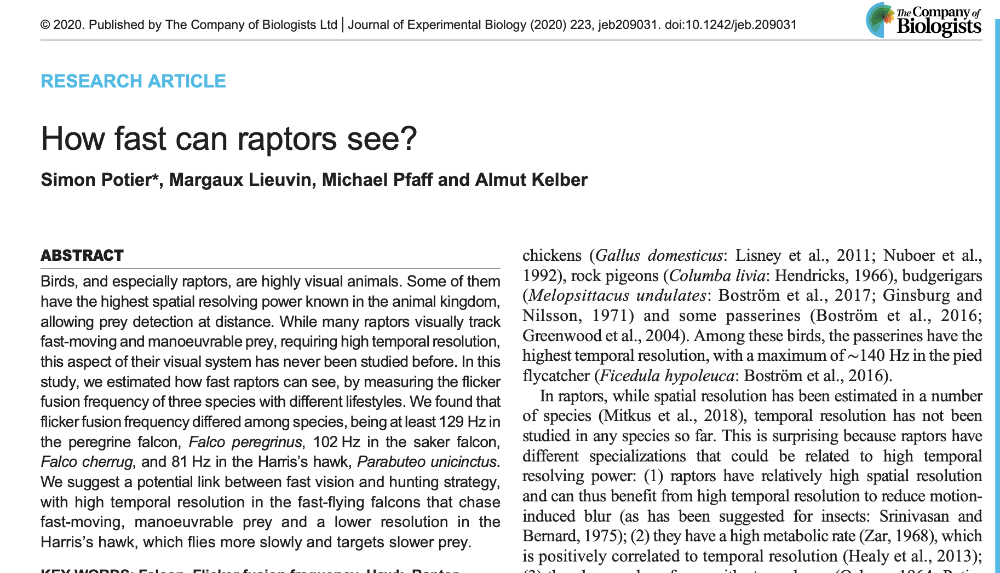 © 2020. Published by The Company of Biologists Ltd | Journal of Experimental Biology (2020) 223, jeb209031. doi:10.1242/jeb.209031
The Company of
Biologists
RESEARCH ARTICLE
How fast can raptors see?
Simon Potier*, Margaux Lieuvin, Michael Pfaff and Almut Kelber
ABSTRACT
Birds, and especially raptors, are highly visual animals. Some of them
have the highest spatial resolving power known in the animal kingdom,
allowing prey detection at distance. While many raptors visually track
fast-moving and manoeuvrable prey, requiring high temporal resolution,
this aspect of their visual system has never been studied before. In this
study, we estimated how fast raptors can see, by measuring the flicker
fusion frequency of three species with different lifestyles. We found that
flicker fusion frequency differed among species, being at least 129 Hz in
the peregrine falcon, Falco peregrinus, 102 Hz in the saker falcon,
Falco cherrug, and 81 Hz in the Harris's hawk, Parabuteo unicinctus.
We suggest a potential link between fast vision and hunting strategy,
with high temporal resolution in the fast-flying falcons that chase
fast-moving, manoeuvrable prey and a lower resolution in the
Harris's hawk, which flies more slowly and targets slower prey.
KEY WORDS: Falcon, Flicker fusion frequency, Hawk, Raptor
chickens (Gallus domesticus: Lisney et al., 2011; Nuboer et al.,
1992), rock pigeons (Columba livia: Hendricks, 1966), budgerigars
(Melopsittacus undulates: Boström et al., 2017; Ginsburg and
Nilsson, 1971) and some passerines (Boström et al., 2016;
Greenwood et al., 2004). Among these birds, the passerines have the
highest temporal resolution, with a maximum of ~140 Hz in the pied
flycatcher (Ficedula hypoleuca: Boström et al., 2016).
In raptors, while spatial resolution has been estimated in a number
of species (Mitkus et al., 2018), temporal resolution has not been
studied in any species so far. This is surprising because raptors have
different specializations that could be related to high temporal
resolving power: (1) raptors have relatively high spatial resolution
and can thus benefit from high temporal resolution to reduce motion-
induced blur (as has been suggested for insects: Srinivasan and
Bernard, 1975); (2) they have a high metabolic rate (Zar, 1968), which
is positively correlated to temporal resolution (Healy et al., 2013);